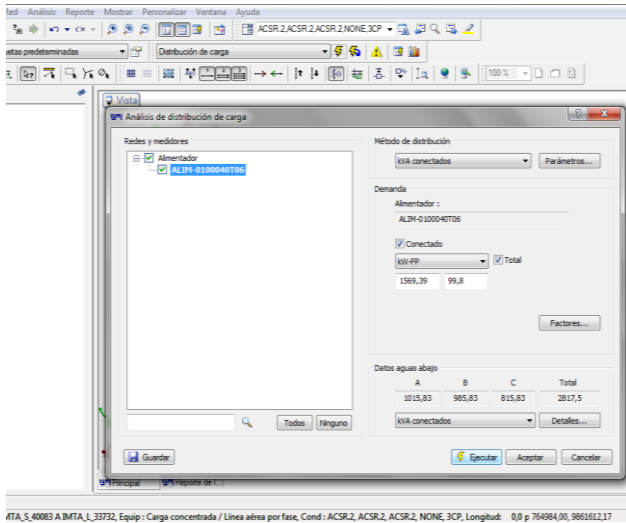 Red Análisis Reporte Mostrar Personalizar Ventana Ayuda
ACSR.2,ACSR.2,ACSR.2,NONE,3CP
uetas predeterminadas Distribución de carga
100 %
Vista
Análisis de distribución de carga
Redes y medidores
Alimentador
ALIM-0100040T06
Todos Ninguno
Guardar
Método de distribución
kVA conectados Parámetros...
Demanda
Alimentador :
ALIM-0100040T06
Conectado
kW-FP Total
1569,39 99,8
Factores...
Datos aguas abajo
A B C Total
1015,83 985,83 815,83 2817,5
kVA conectados Detalles...
Ejecutar Aceptar Cancelar
Principal Reporte de l...
MTA_S_40083 A IMTA_L_33732, Equip : Carga concentrada / Línea aérea por fase, Cond : ACSR.2, ACSR.2, ACSR.2, NONE, 3CP, Longitud: 0,0 p 764984,00, 9861612,17